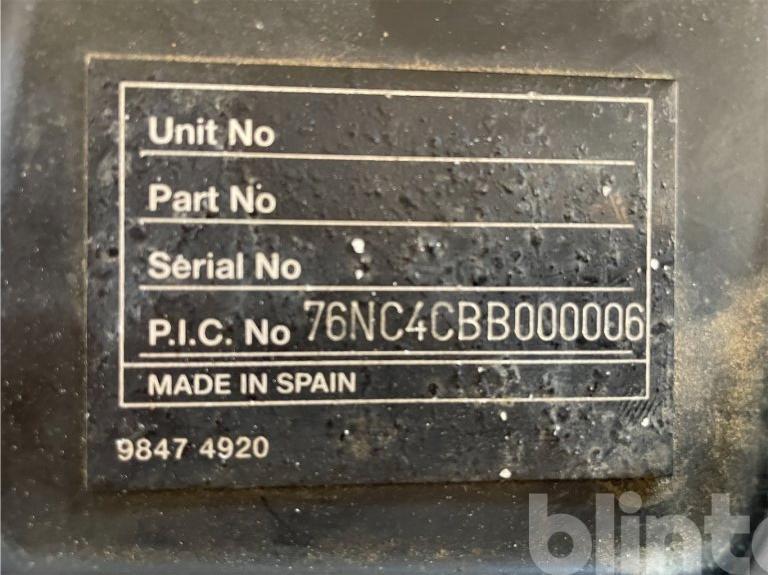 Unit No
Part No
Serial No
P.I.C. No 76NC4CBB000006
MADE IN SPAIN
9847 4920